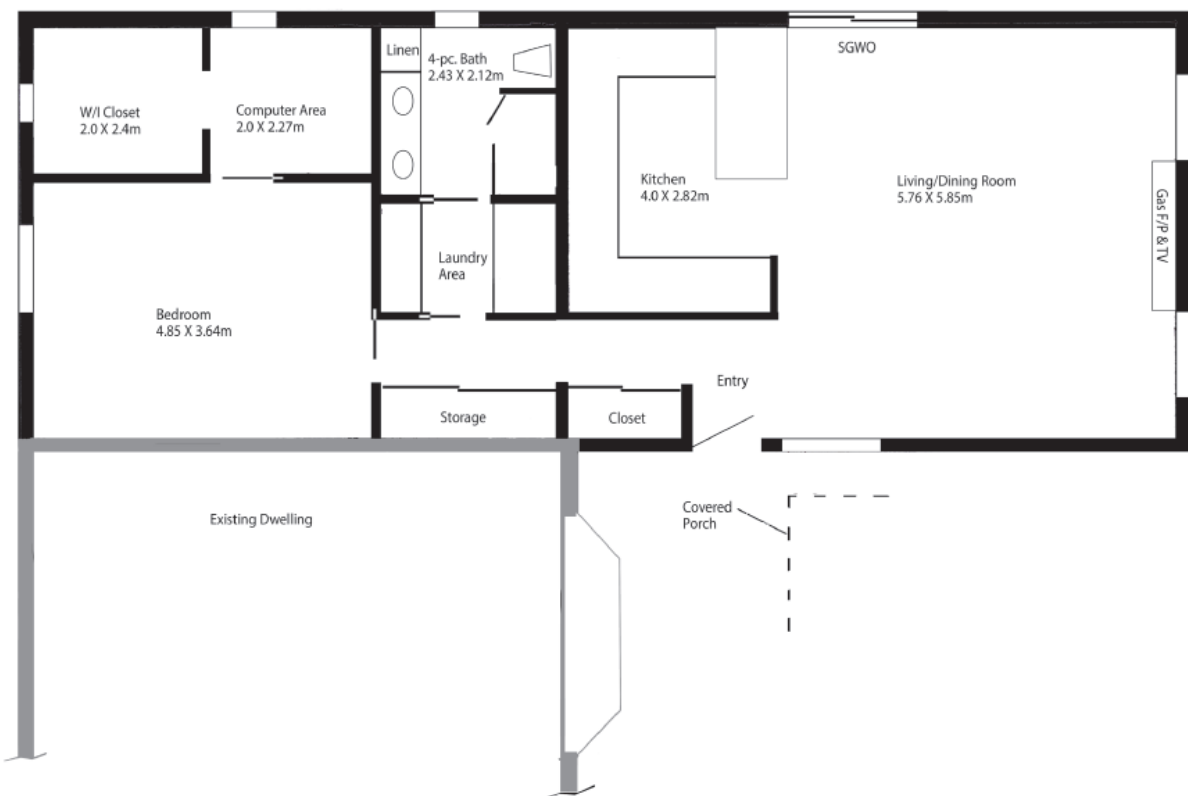 Linen
4-pc. Bath
2.43 X 2.12m
SGWO
W/I Closet
2.0 X 2.4m
Computer Area
2.0 X 2.27m
Kitchen
4.0 X 2.82m
Living/Dining Room
5.76 X 5.85m
Gas F/P & TV
Laundry
Area
Bedroom
4.85 X 3.64m
Entry
Storage
Closet
Existing Dwelling
Covered
Porch